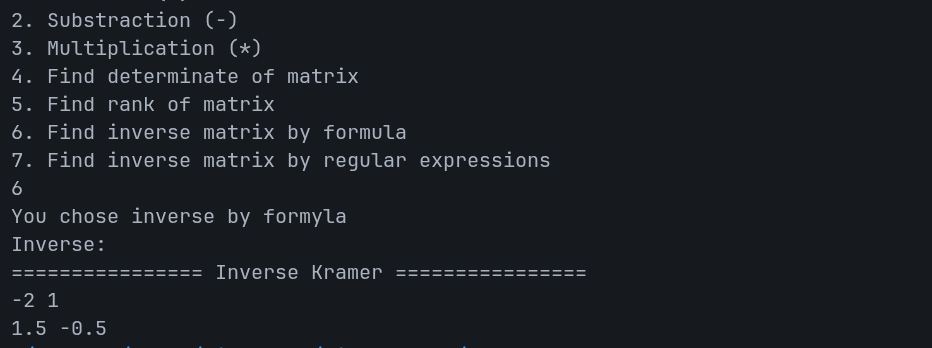 2. Substraction (-)
3. Multiplication (*)
4. Find determinate of matrix
5. Find rank of matrix
6. Find inverse matrix by formula
7. Find inverse matrix by regular expressions
6
You chose inverse by formyla
Inverse:
================ Inverse Kramer ================
-2 1
1.5 -0.5